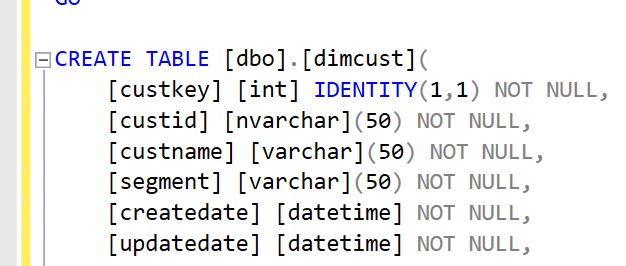 GO
CREATE TABLE [dbo].[dimcust](
[custkey] [int] IDENTITY(1,1) NOT NULL,
[custid] [nvarchar](50) NOT NULL,
[custname] [varchar](50) NOT NULL,
[segment] [varchar](50) NOT NULL,
[createdate] [datetime] NOT NULL,
[updatedate] [datetime] NOT NULL,